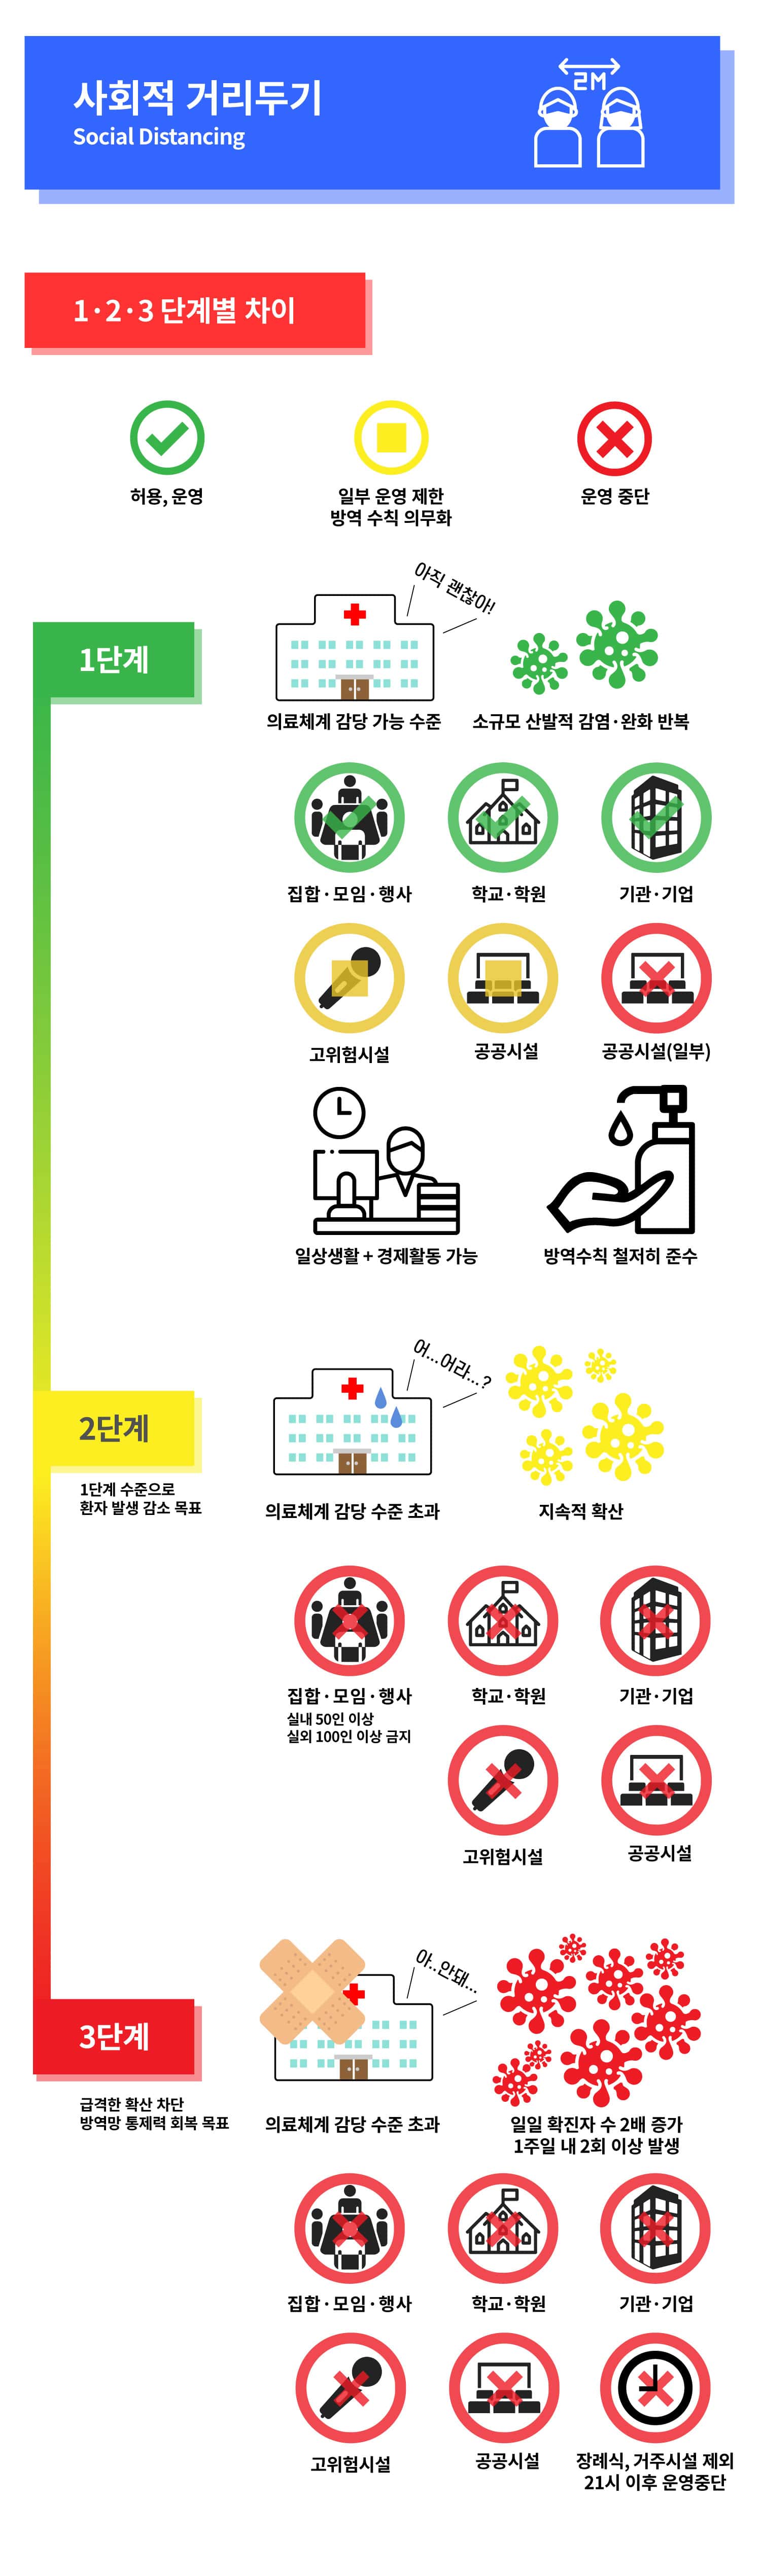 사회적 거리두기
Social Distancing
2M
1·2·3 단계별 차이
허용, 운영
일부 운영 제한
방역 수칙 의무화
운영 중단
1단계
아직 괜찮아!
의료체계 감당 가능 수준
소규모 산발적 감염·완화 반복
집합·모임·행사
학교·학원
기관·기업
고위험시설
공공시설
공공시설(일부)
일상생활 + 경제활동 가능
방역수칙 철저히 준수
2단계
1단계 수준으로
환자 발생 감소 목표
어...어라...?
의료체계 감당 수준 초과
지속적 확산
집합·모임·행사
실내 50인 이상
실외 100인 이상 금지
학교·학원
기관·기업
고위험시설
공공시설
3단계
급격한 확산 차단
방역망 통제력 회복 목표
아..안돼...
의료체계 감당 수준 초과
일일 확진자 수 2배 증가
1주일 내 2회 이상 발생
집합·모임·행사
학교·학원
기관·기업
고위험시설
공공시설
장례식, 거주시설 제외
21시 이후 운영중단